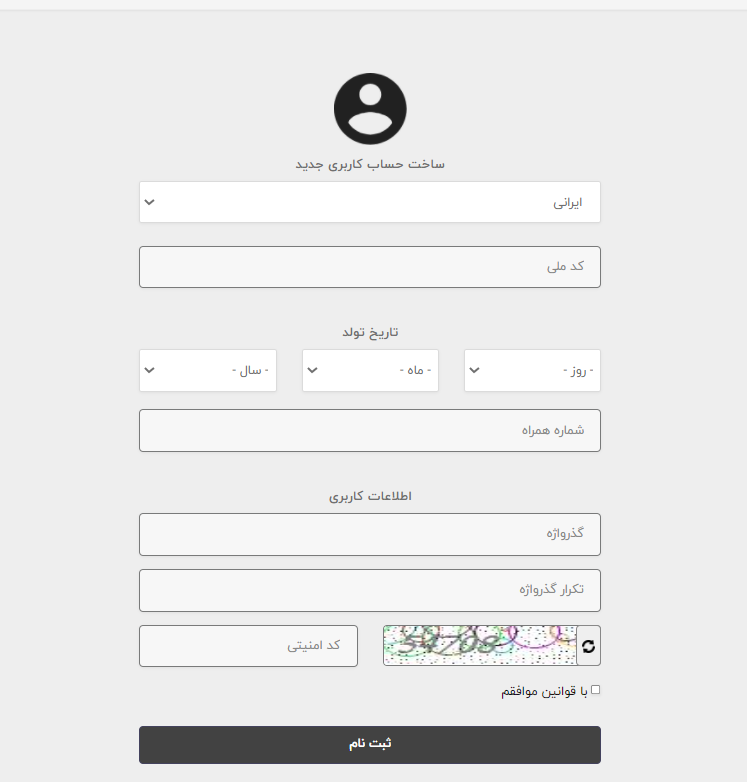 ساخت حساب کاربری جدید
ایرانی
کد ملی
تاریخ تولد
- روز - - ماه - - سال -
شماره همراه
اطلاعات کاربری
گذرواژه
تکرار گذرواژه
کد امنیتی
با قوانین موافقم
ثبت نام